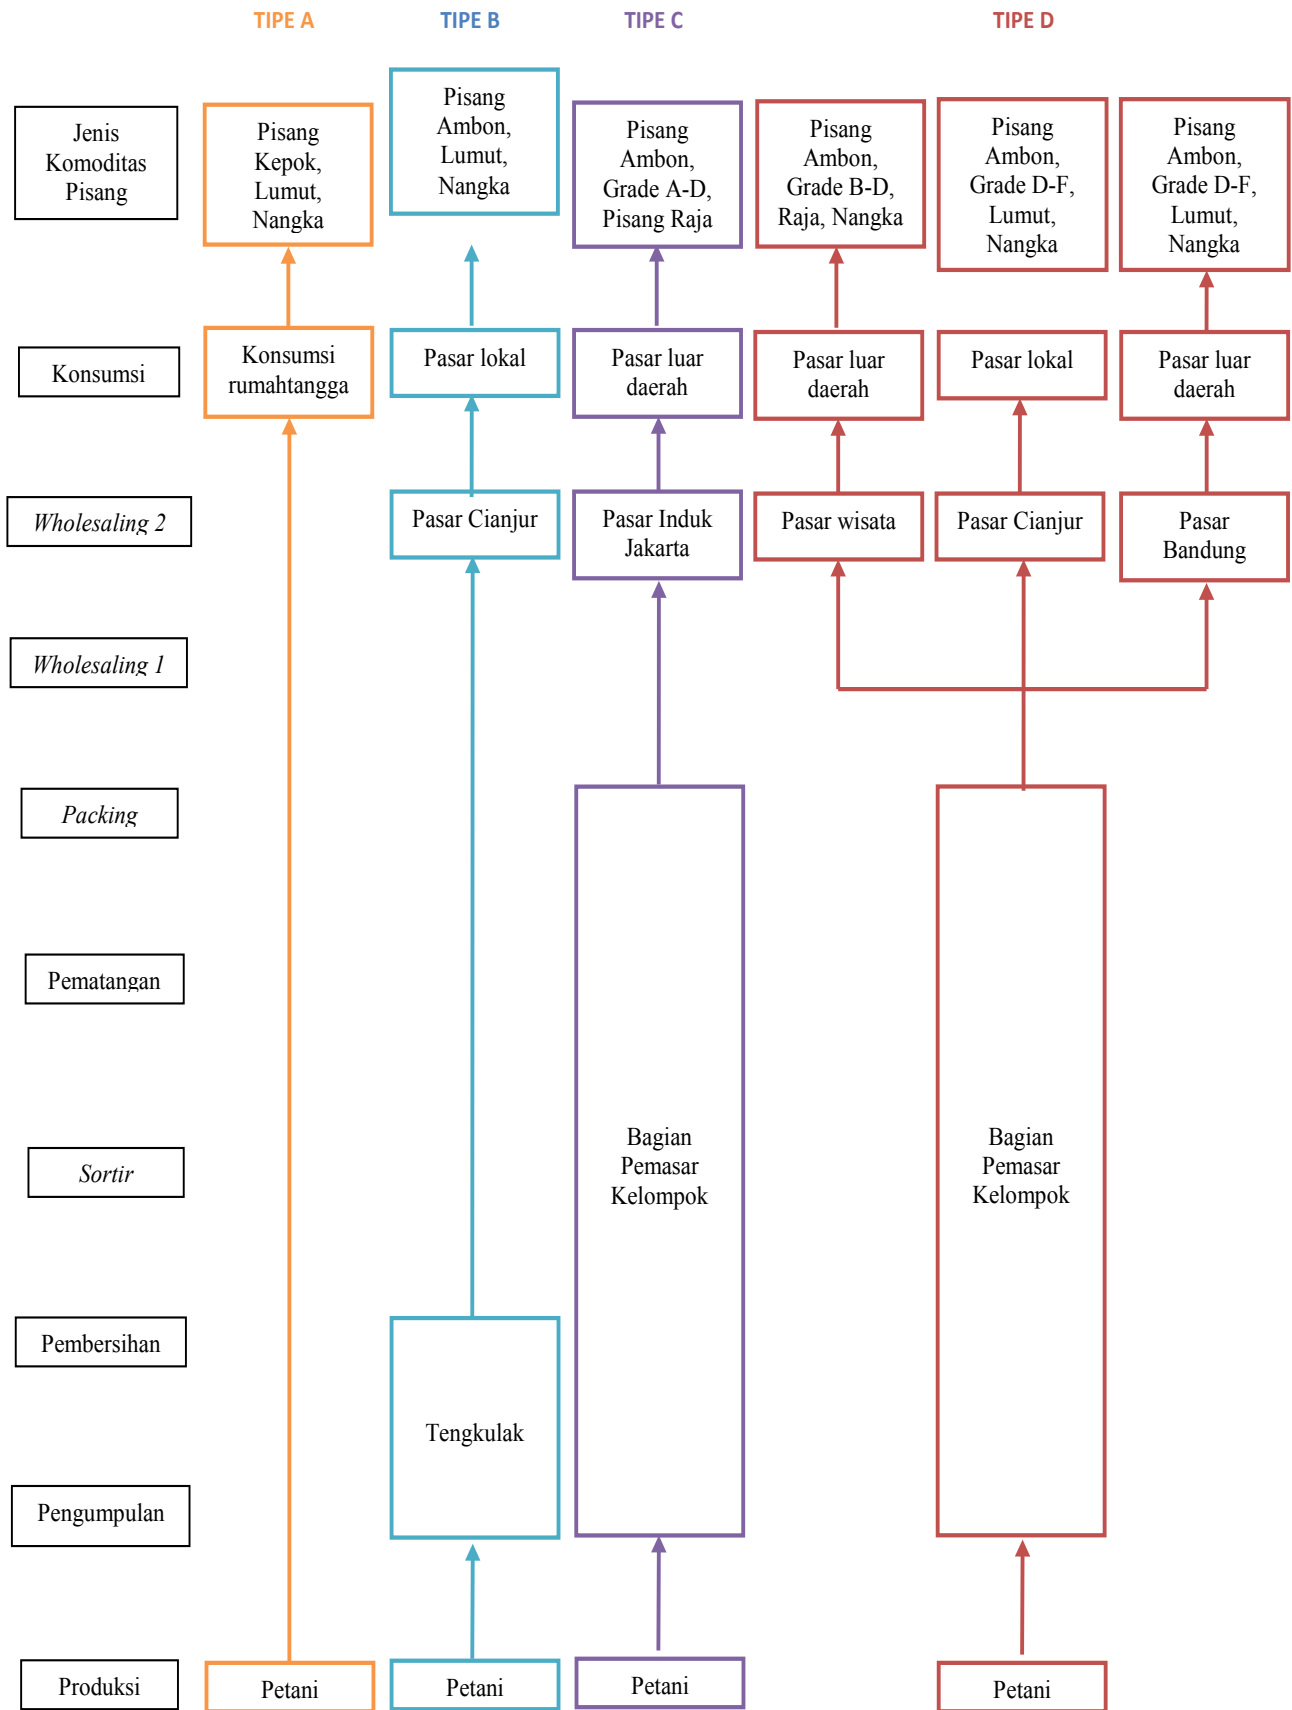 TIPE A
TIPE B
TIPE C
TIPE D
Jenis
Komoditas
Pisang
Pisang
Kepok,
Lumut,
Nangka
Pisang
Ambon,
Lumut,
Nangka
Pisang
Ambon,
Grade A-D,
Pisang Raja
Pisang
Ambon,
Grade B-D,
Raja, Nangka
Pisang
Ambon,
Grade D-F,
Lumut,
Nangka
Pisang
Ambon,
Grade D-F,
Lumut,
Nangka
Konsumsi
Konsumsi
rumahtangga
Pasar lokal
Pasar luar
daerah
Pasar luar
daerah
Pasar lokal
Pasar luar
daerah
Wholesaling 2
Pasar Cianjur
Pasar Induk
Jakarta
Pasar wisata
Pasar Cianjur
Pasar
Bandung
Wholesaling 1
Packing
Pematangan
Sortir
Bagian
Pemasar
Kelompok
Bagian
Pemasar
Kelompok
Pembersihan
Tengkulak
Pengumpulan
Produksi
Petani
Petani
Petani
Petani